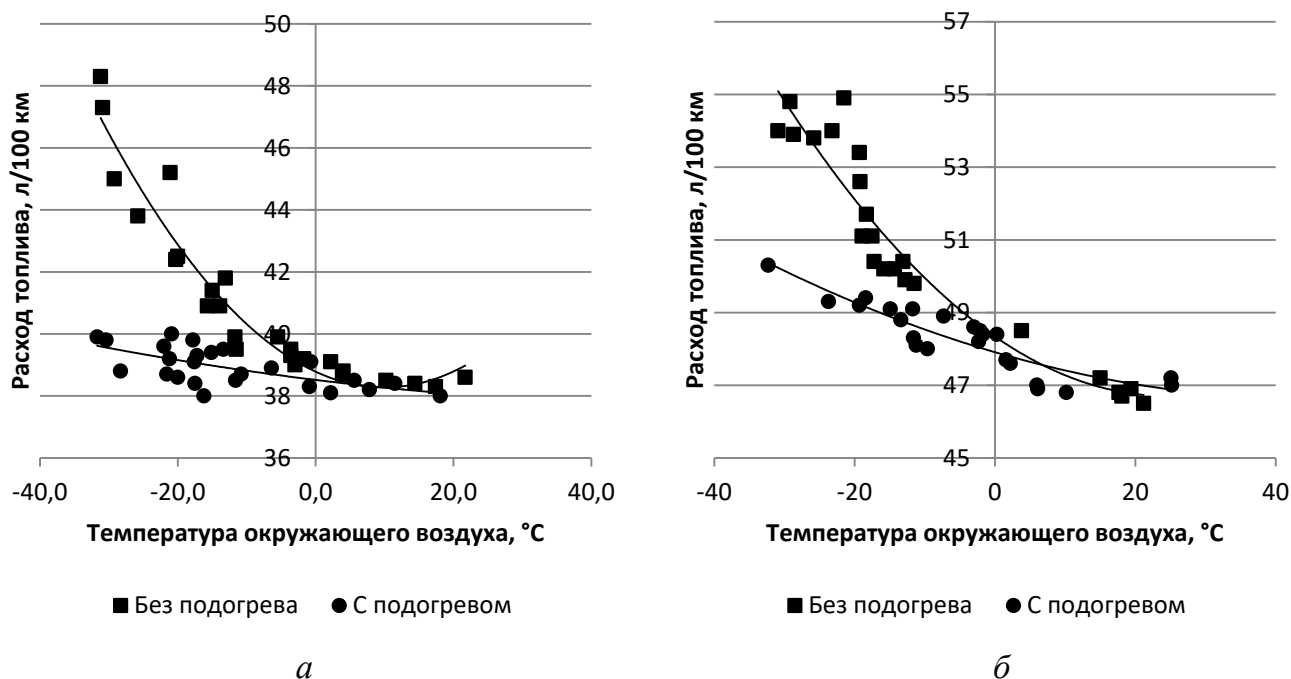 Расход топлива, л/100 км
50
48
46
44
42
40
38
36
-40,0
-20,0
0,0
20,0
40,0
Температура окружающего воздуха, °С
Без подогрева
С подогревом
а
Расход топлива, л/100 км
57
55
53
51
49
47
45
-40
-20
0
20
40
Температура окружающего воздуха, °С
Без подогрева
С подогревом
б